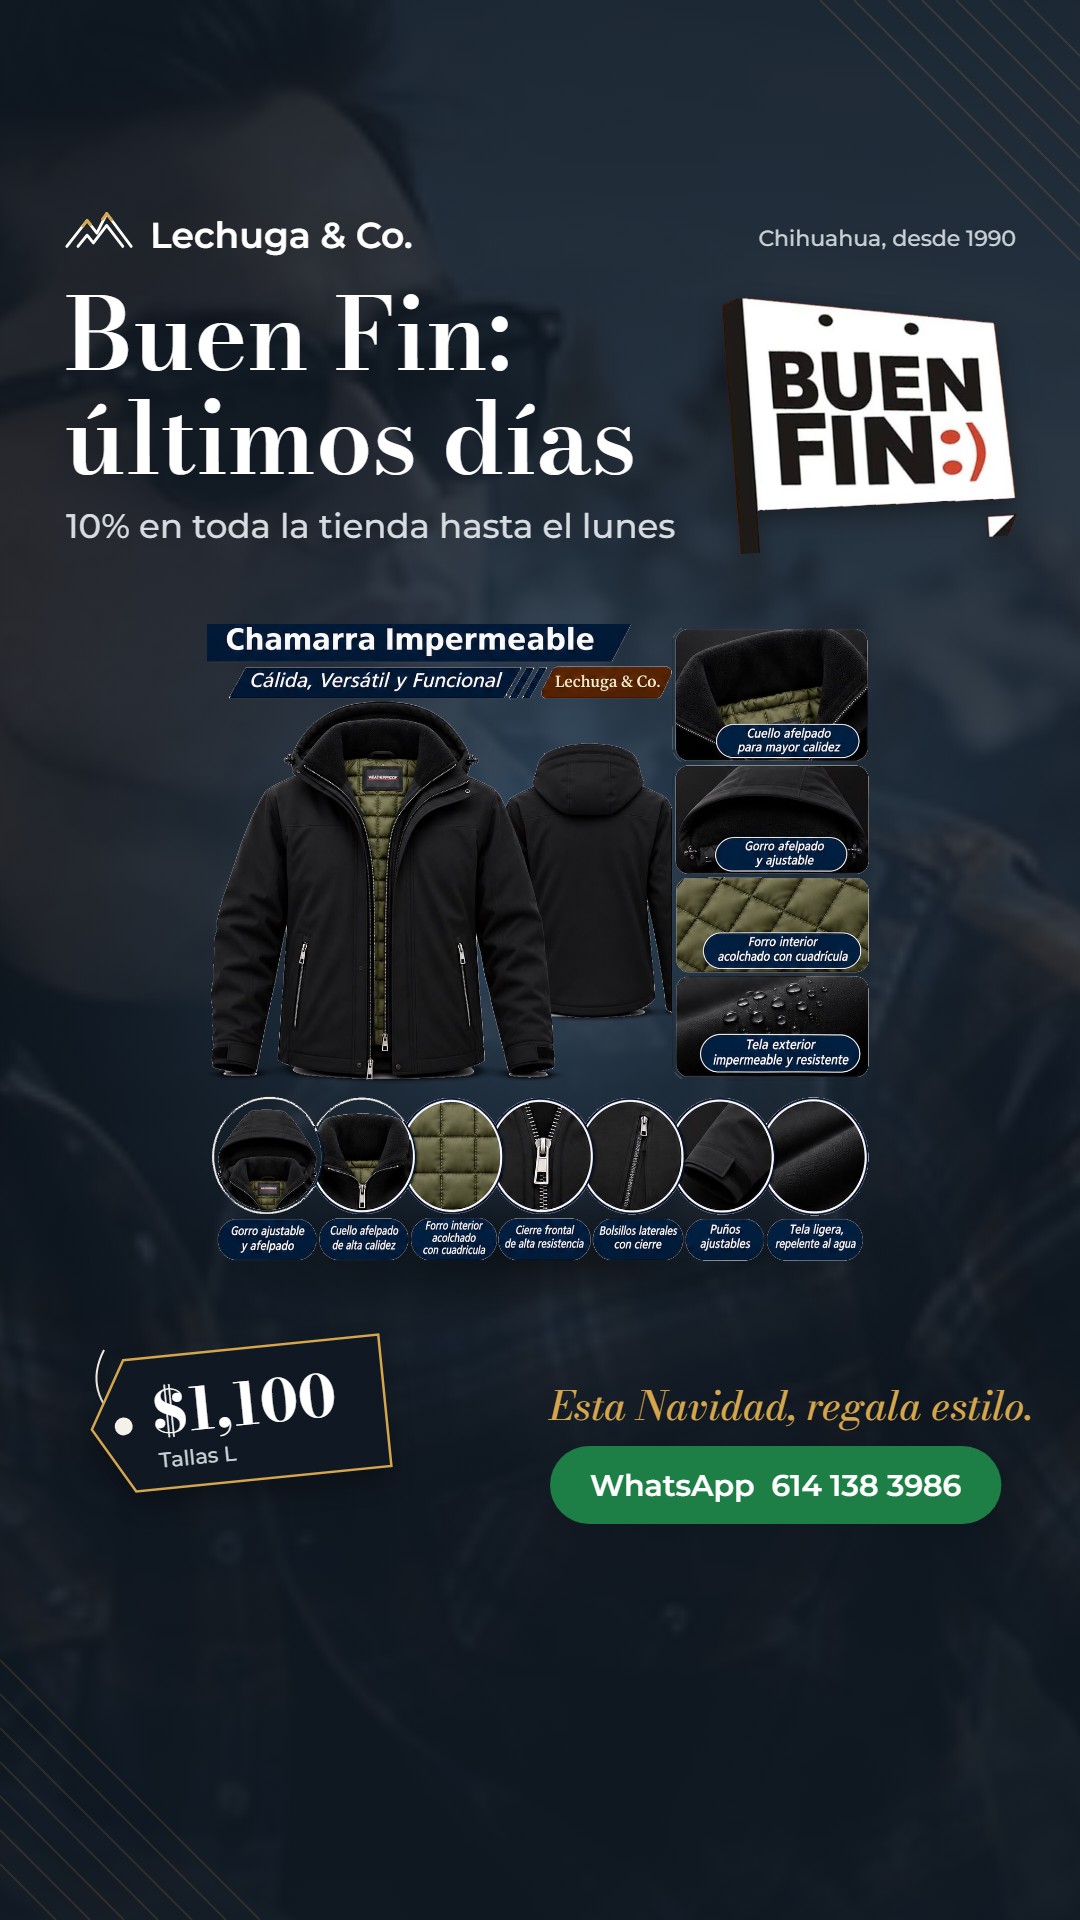 Lechuga & Co.
Chihuahua, desde 1990
Buen Fin:
últimos días
10% en toda la tienda hasta el lunes
BUEN
FIN:)
Chamarra Impermeable
Cálida, Versátil y Funcional
Lechuga & Co.
WEATHERPROOF
Cuello afelpado
para mayor calidez
Gorro afelpado
y ajustable
Forro interior
acolchado con cuadrícula
Tela exterior
impermeable y resistente
Gorro ajustable
y afelpado
Cuello afelpado
de alta calidez
Forro interior
acolchado
con cuadrícula
Cierre frontal
de alta resistencia
Bolsillos laterales
con cierre
Puños
ajustables
Tela ligera,
repelente al agua
$1,100
Tallas L
Esta Navidad, regala estilo.
WhatsApp 614 138 3986